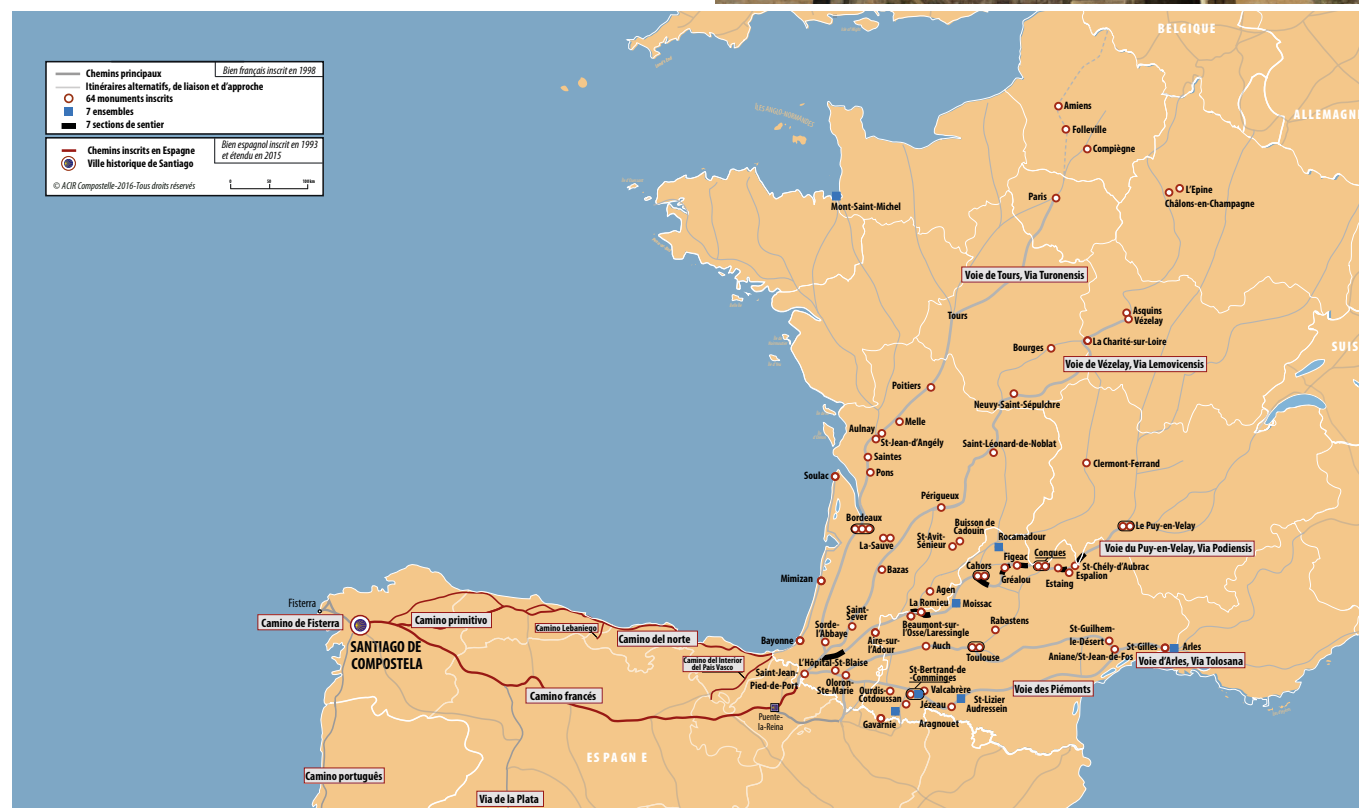 Chemins principaux
Bien français inscrit en 1998
Itinéraires alternatifs, de liaison et d'approche
64 monuments inscrits
7 ensembles
7 sections de sentier
Chemins inscrits en Espagne
Bien espagnol inscrit en 1993
et étendu en 2015
Ville historique de Santiago
© ACIR Compostelle-2016-Tous droits réservés
0 50 100 km
BELGIQUE
ALLEMAGNE
SUIS
ÎLES ANGLO-NORMANDES
Amiens
Folleville
Compiègne
L'Epine
Châlons-en-Champagne
Paris
Mont-Saint-Michel
Voie de Tours, Via Turonensis
Tours
Asquins
Vézelay
La Charité-sur-Loire
Bourges
Voie de Vézelay, Via Lemovicensis
Poitiers
Neuvy-Saint-Sépulchre
Melle
Aulnay
St-Jean-d'Angély
Saint-Léonard-de-Noblat
Saintes
Clermont-Ferrand
Pons
Soulac
Périgueux
Bordeaux
Buisson de
Cadouin
Le Puy-en-Velay
La-Sauve
St-Avit-
Sénieur
Rocamadour
Voie du Puy-en-Velay, Via Podiensis
Figeac
Conques
Bazas
Cahors
St-Chély-d'Aubrac
Gréalou
Estaing
Espalion
Mimizan
Agen
La Romieu
Moissac
Saint-
Sever
Sorde-
l'Abbaye
Beaumont-sur-
l'Osse/Laressingle
Rabastens
St-Guilhem-
le-Désert
Bayonne
Aire-sur-
l'Adour
Auch
Toulouse
Aniane/St-Jean-de-Fos
St-Gilles
Arles
Voie d'Arles, Via Tolosana
L'Hôpital-St-Blaise
Saint-Jean-
Pied-de-Port
Oloron-
Ste-Marie
St-Bertrand-de
-Comminges
Ourdis-
Cotdoussan
Valcabrère
Voie des Piémonts
Jézeau
St-Lizier
Audressein
Gavarnie
Aragnouet
Fisterra
Camino de Fisterra
SANTIAGO DE
COMPOSTELA
Camino primitivo
Camino Lebaniego
Camino del norte
Camino del Interior
del Pais Vasco
Camino francés
Puente-
la-Reina
ESPAGNE
Camino português
Via de la Plata